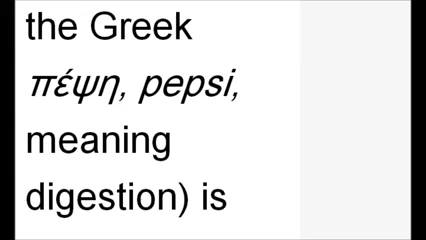 the Greek
πέψη, pepsi,
meaning
digestion) is